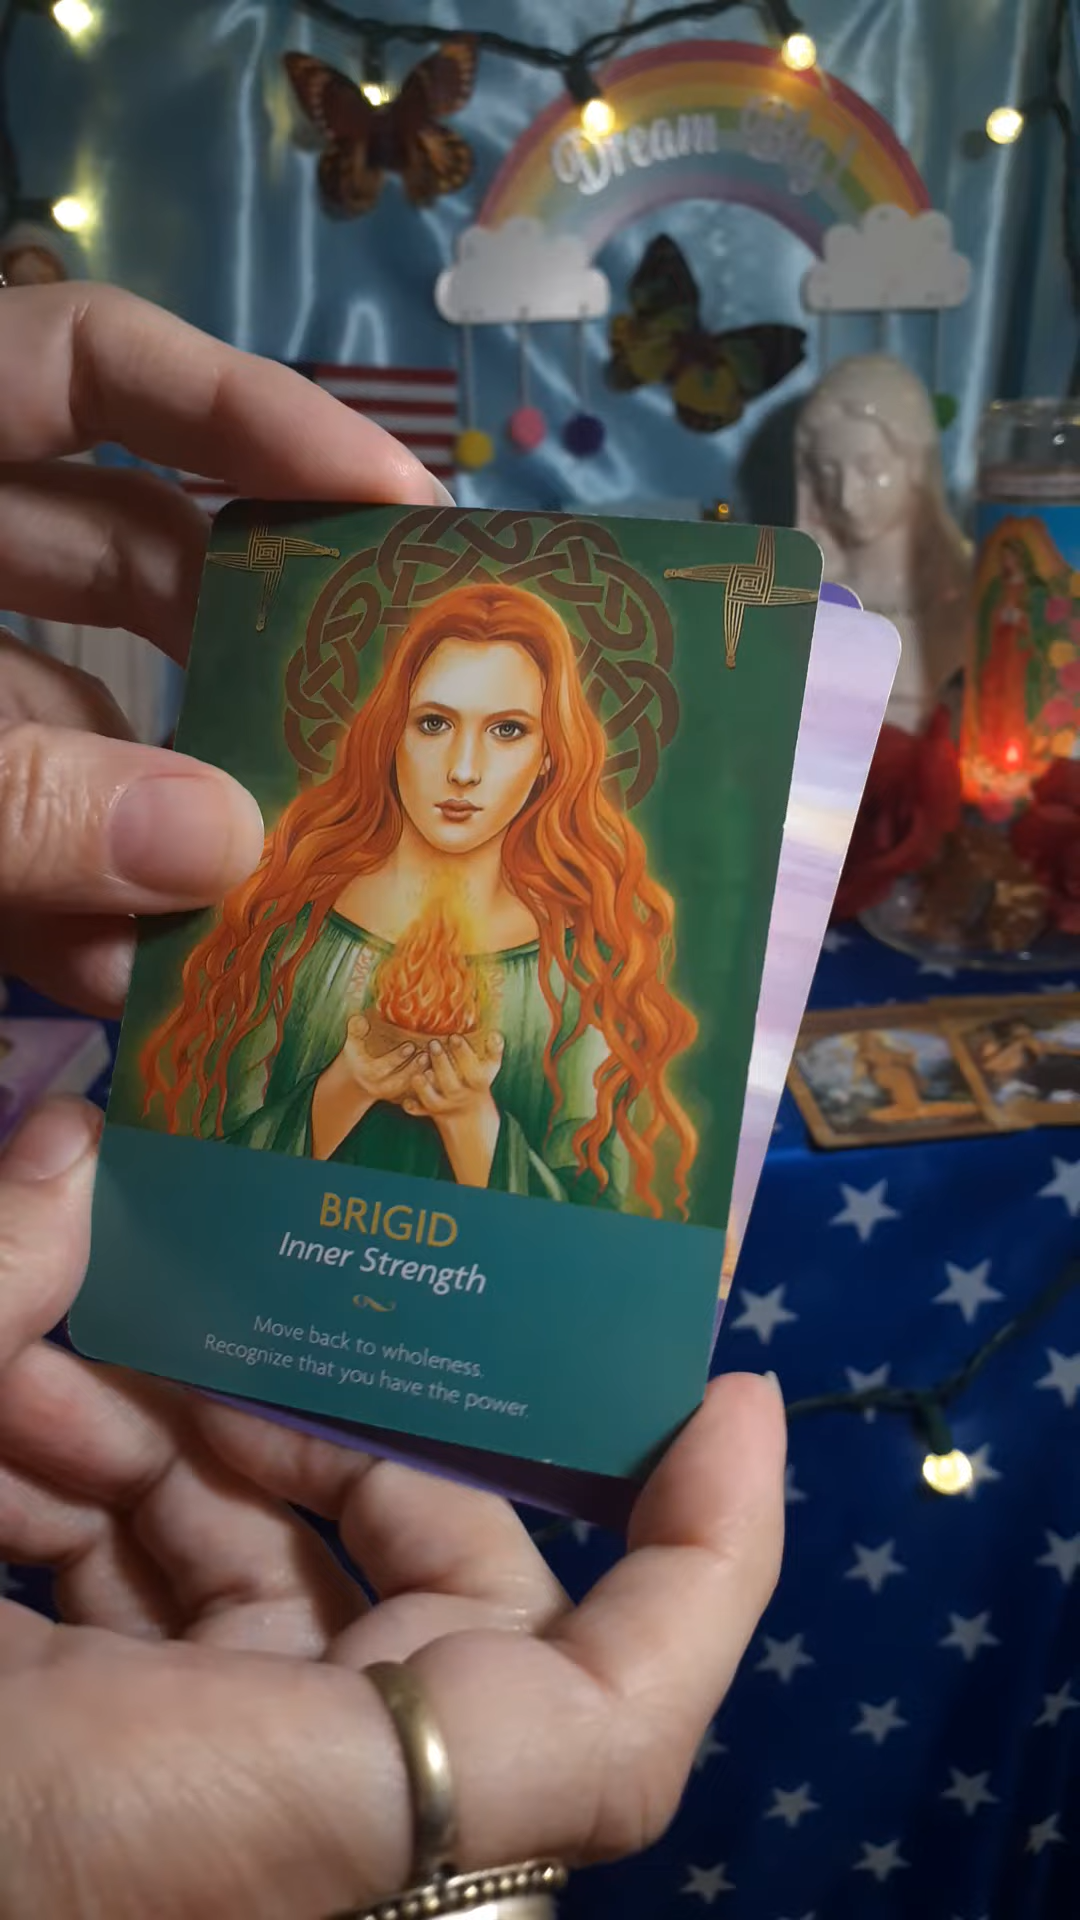 Dream Big!
BRIGID
Inner Strength
Move back to wholeness.
Recognize that you have the power.